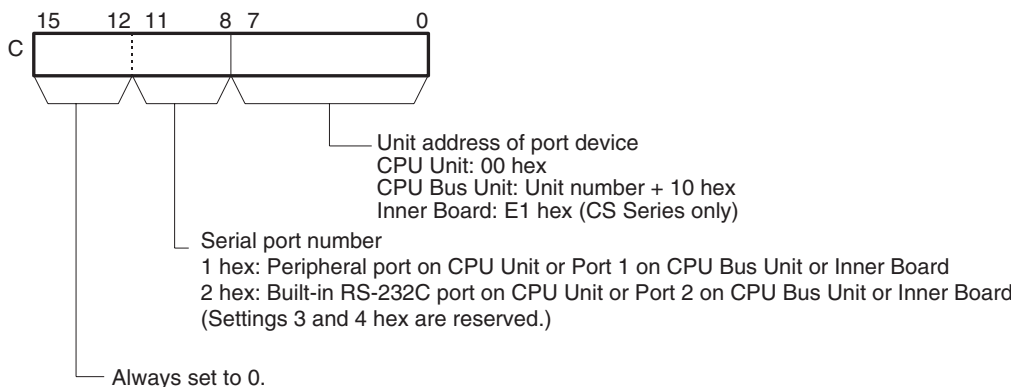 15 12 11 8 7 0
C
Unit address of port device
CPU Unit: 00 hex
CPU Bus Unit: Unit number + 10 hex
Inner Board: E1 hex (CS Series only)
Serial port number
1 hex: Peripheral port on CPU Unit or Port 1 on CPU Bus Unit or Inner Board
2 hex: Built-in RS-232C port on CPU Unit or Port 2 on CPU Bus Unit or Inner Board
(Settings 3 and 4 hex are reserved.)
Always set to 0.